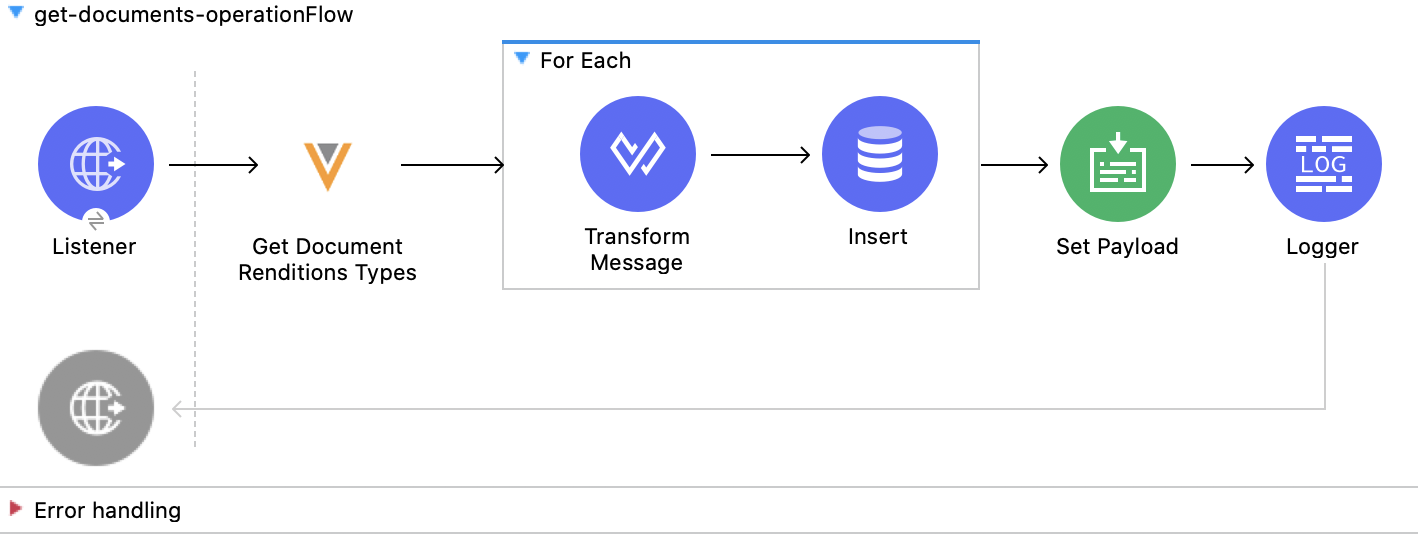 get-documents-operationFlow
For Each
Listener
Get Document
Renditions Types
Transform
Message
Insert
Set Payload
LOG
Logger
Error handling